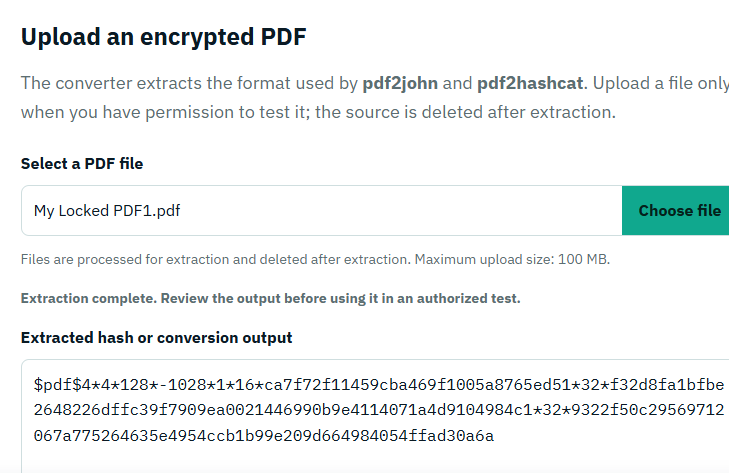 Upload an encrypted PDF
The converter extracts the format used by pdf2john and pdf2hashcat. Upload a file only
when you have permission to test it; the source is deleted after extraction.
Select a PDF file
My Locked PDF1.pdf
Choose file
Files are processed for extraction and deleted after extraction. Maximum upload size: 100 MB.
Extraction complete. Review the output before using it in an authorized test.
Extracted hash or conversion output
$pdf$4*4*128*-1028*1*16*ca7f72f11459cba469f1005a8765ed51*32*f32d8fa1bfbe
2648226dffc39f7909ea0021446990b9e4114071a4d9104984c1*32*9322f50c29569712
067a775264635e4954ccb1b99e209d664984054ffad30a6a